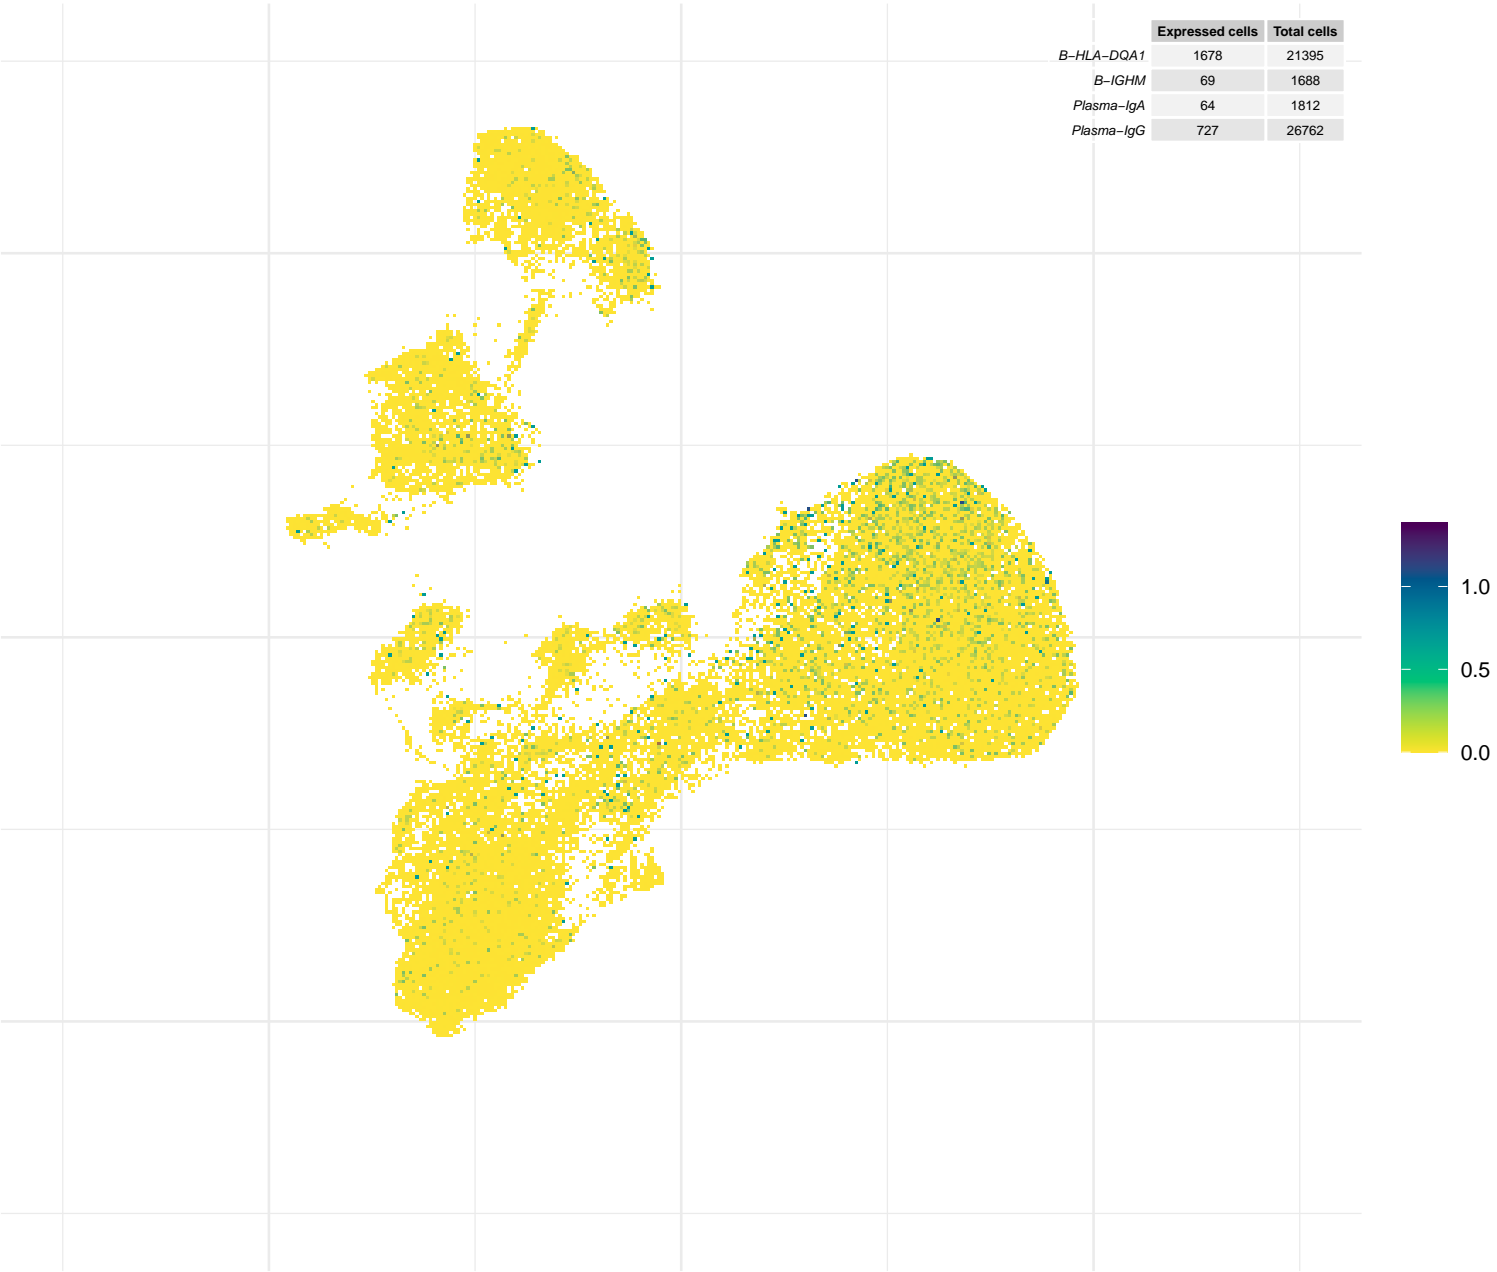 Expressed cells Total cells
B−HLA−DQA1 1678 21395
B−IGHM 69 1688
Plasma−IgA 64 1812
Plasma−IgG 727 26762
1.0
0.5
0.0